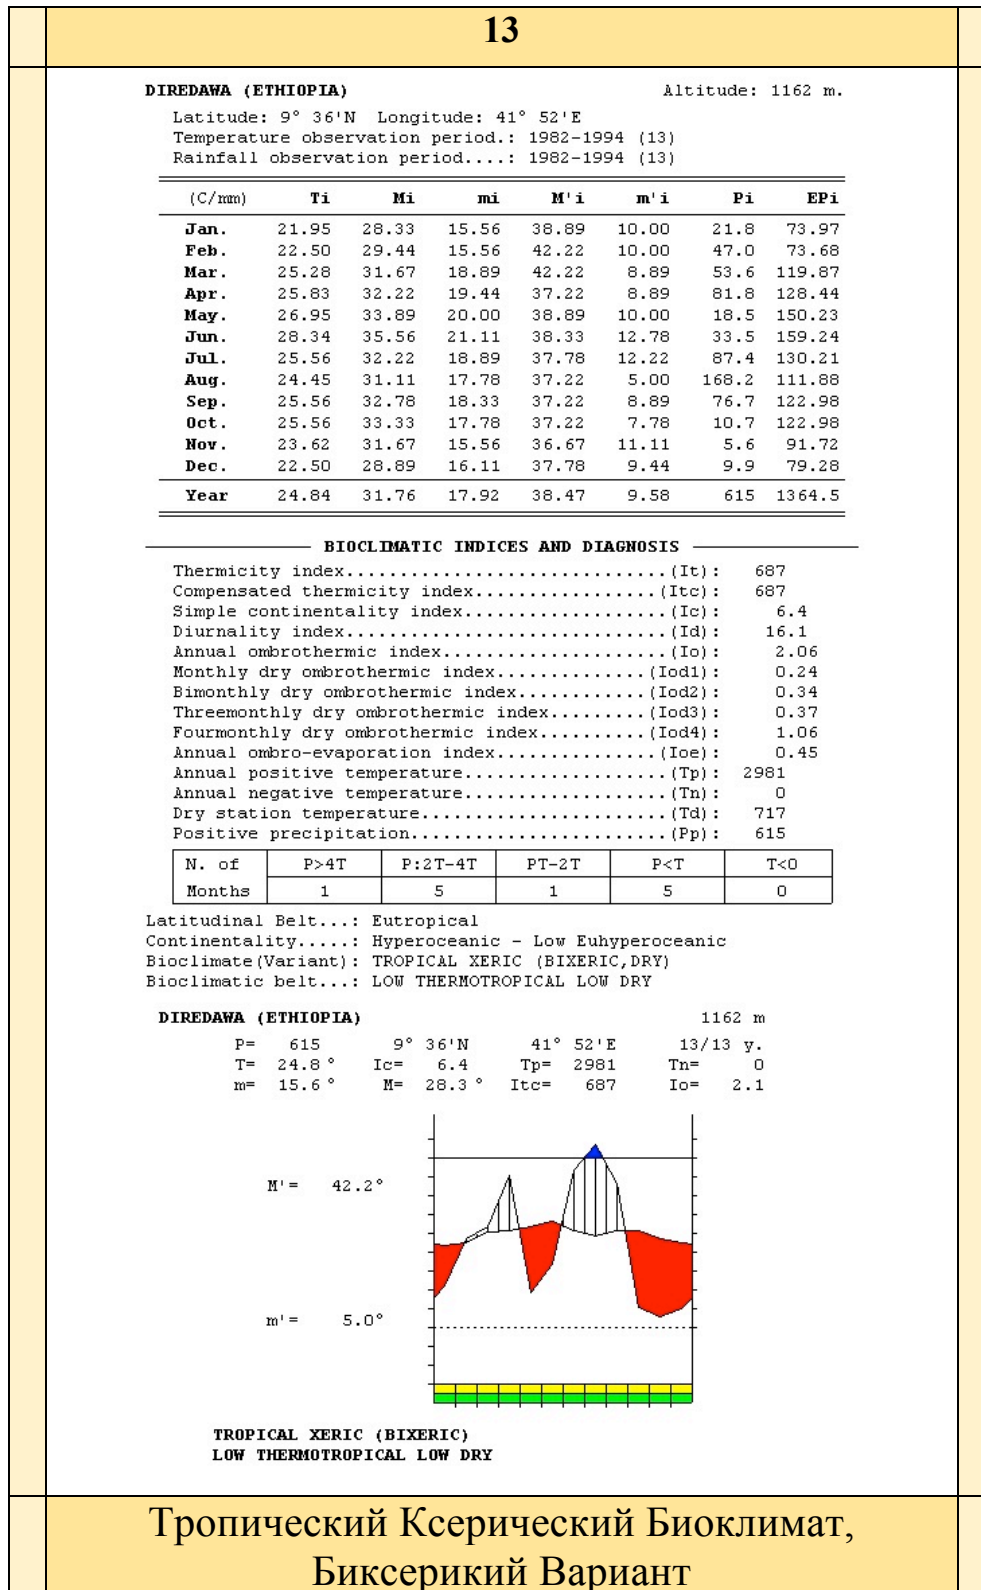 13
DIREDAWA (ETHIOPIA) Altitude: 1162 m.
Latitude: 9° 36'N Longitude: 41° 52'E
Temperature observation period.: 1982-1994 (13)
Rainfall observation period....: 1982-1994 (13)
(C/mm) Ti Mi mi M'i m'i Pi EPi
Jan. 21.95 28.33 15.56 38.89 10.00 21.8 73.97
Feb. 22.50 29.44 15.56 42.22 10.00 47.0 73.68
Mar. 25.28 31.67 18.89 42.22 8.89 53.6 119.87
Apr. 25.83 32.22 19.44 37.22 8.89 81.8 128.44
May. 26.95 33.89 20.00 38.89 10.00 18.5 150.23
Jun. 28.34 35.56 21.11 38.33 12.78 33.5 159.24
Jul. 25.56 32.22 18.89 37.78 12.22 87.4 130.21
Aug. 24.45 31.11 17.78 37.22 5.00 168.2 111.88
Sep. 25.56 32.78 18.33 37.22 8.89 76.7 122.98
Oct. 25.56 33.33 17.78 37.22 7.78 10.7 122.98
Nov. 23.62 31.67 15.56 36.67 11.11 5.6 91.72
Dec. 22.50 28.89 16.11 37.78 9.44 9.9 79.28
Year 24.84 31.76 17.92 38.47 9.58 615 1364.5
BIOCLIMATIC INDICES AND DIAGNOSIS
Thermicity index..............................(It): 687
Compensated thermicity index.................(Itc): 687
Simple continentality index...................(Ic): 6.4
Diurnality index..............................(Id): 16.1
Annual ombrothermic index.....................(Io): 2.06
Monthly dry ombrothermic index..............(Iod1): 0.24
Bimonthly dry ombrothermic index............(Iod2): 0.34
Threemonthly dry ombrothermic index.........(Iod3): 0.37
Fourmonthly dry ombrothermic index..........(Iod4): 1.06
Annual ombro-evaporation index...............(Ioe): 0.45
Annual positive temperature...................(Tp): 2981
Annual negative temperature...................(Tn): 0
Dry station temperature.......................(Td): 717
Positive precipitation........................(Pp): 615
N. of P>4T P:2T-4T PT-2T P<T T<0
Months 1 5 1 5 0
Latitudinal Belt...: Eutropical
Continentality.....: Hyperoceanic - Low Euhyperoceanic
Bioclimate(Variant): TROPICAL XERIC (BIXERIC,DRY)
Bioclimatic belt...: LOW THERMOTROPICAL LOW DRY
DIREDAWA (ETHIOPIA) 1162 m
P= 615 9° 36'N 41° 52'E 13/13 y.
T= 24.8° Ic= 6.4 Tp= 2981 Tn= 0
m= 15.6° M= 28.3° Itc= 687 Io= 2.1
M'= 42.2°
m'= 5.0°
TROPICAL XERIC (BIXERIC)
LOW THERMOTROPICAL LOW DRY
Тропический Ксерический Биоклимат,
Биксерикий Вариант